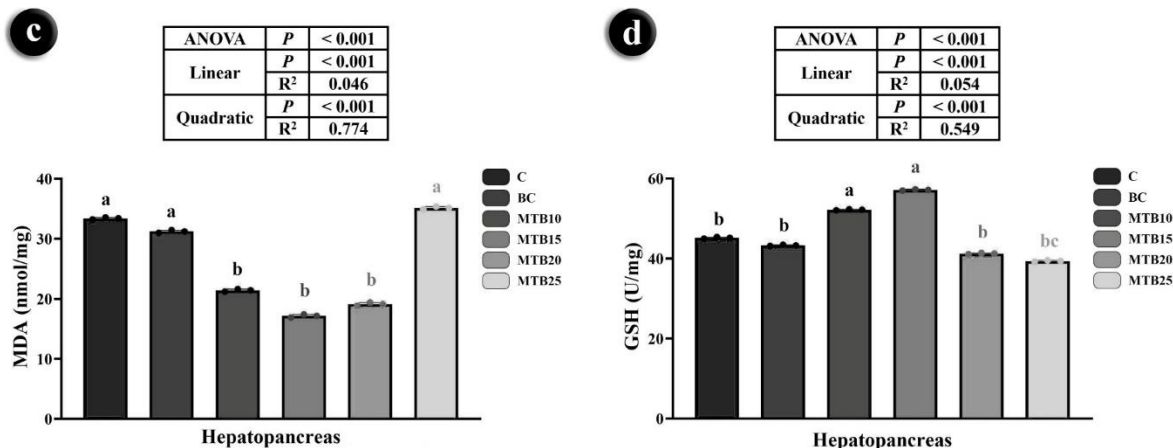 c
ANOVA P < 0.001
Linear P < 0.001
R² 0.046
Quadratic P < 0.001
R² 0.774
MDA (nmol/mg)
40
30
20
10
0
a a b b b a
C
BC
MTB10
MTB15
MTB20
MTB25
Hepatopancreas
d
ANOVA P < 0.001
Linear P < 0.001
R² 0.054
Quadratic P < 0.001
R² 0.549
GSH (U/mg)
60
40
20
0
b b a a b bc
C
BC
MTB10
MTB15
MTB20
MTB25
Hepatopancreas